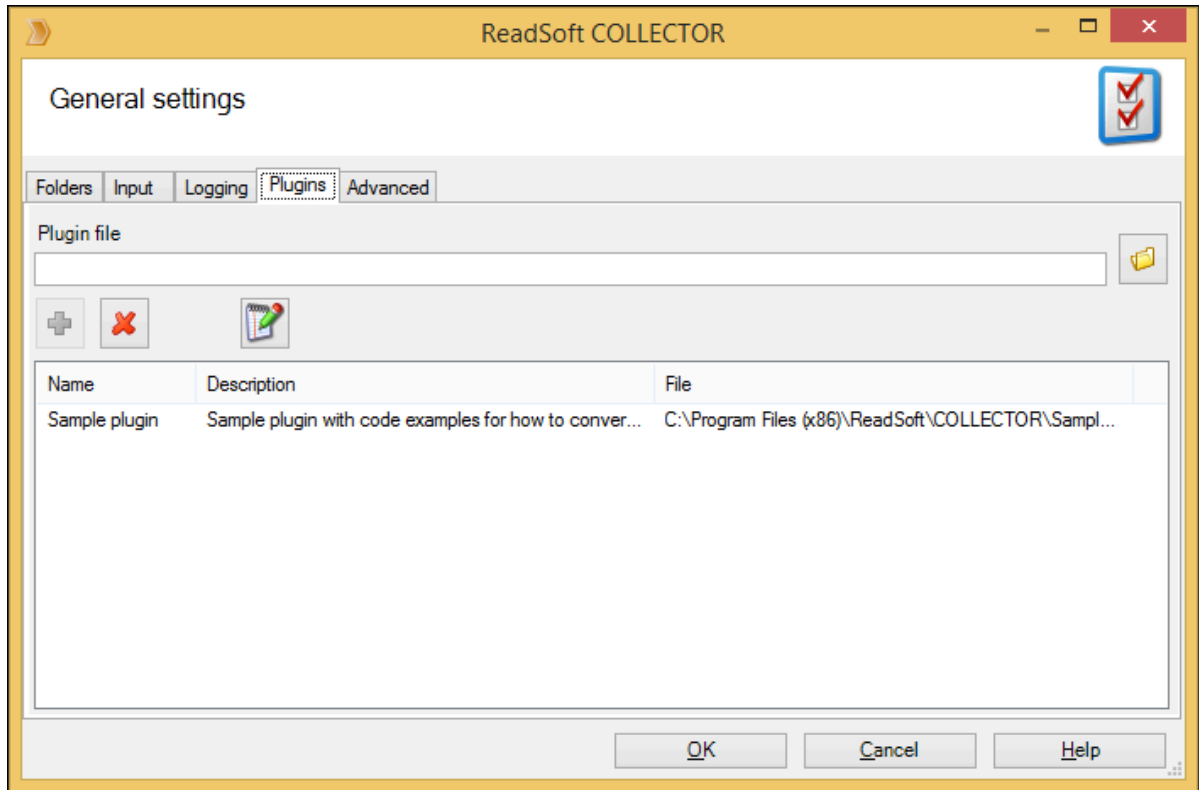 ReadSoft COLLECTOR
General settings
Folders Input Logging Plugins Advanced
Plugin file
Name Description File
Sample plugin Sample plugin with code examples for how to conver... C:\Program Files (x86)\ReadSoft\COLLECTOR\Sampl...
OK Cancel Help